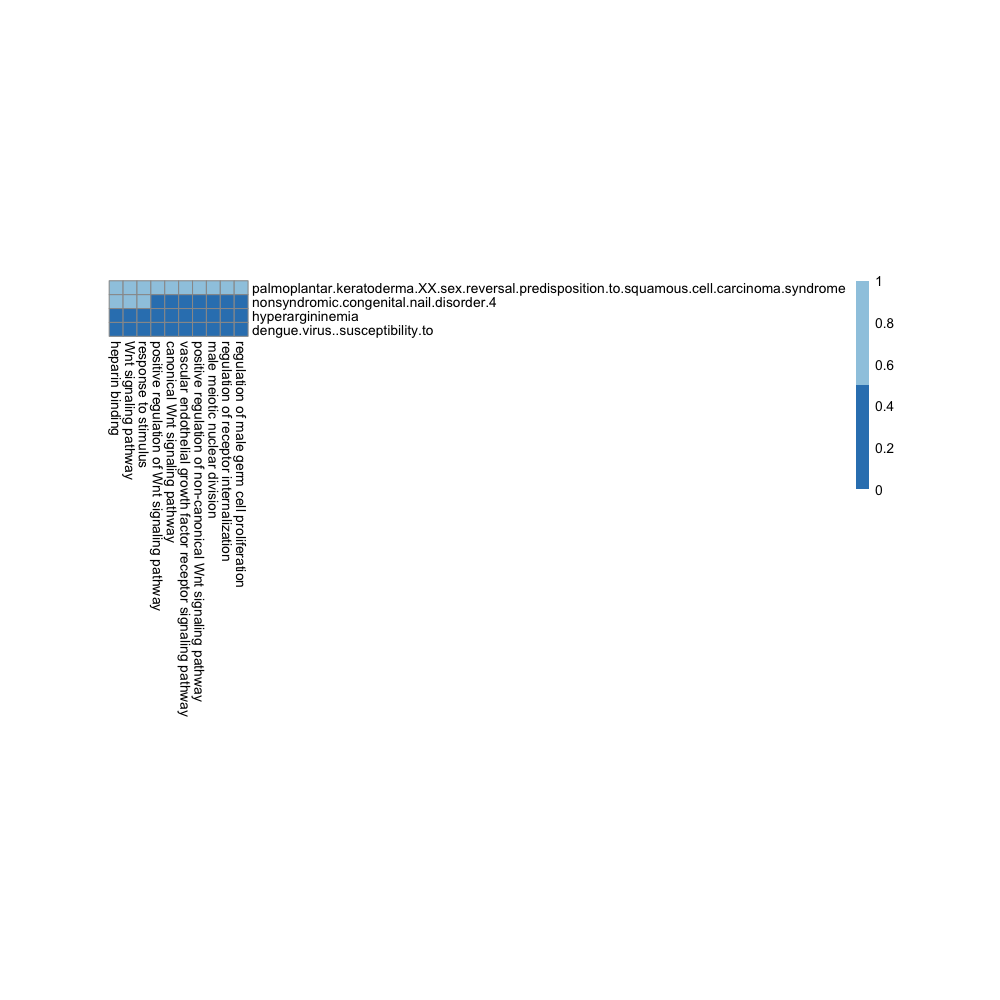 palmoplantar.keratoderma.XX.sex.reversal.predisposition.to.squamous.cell.carcinoma.syndrome
nonsyndromic.congenital.nail.disorder.4
hyperargininemia
dengue.virus..susceptibility.to
heparin binding
Wnt signaling pathway
response to stimulus
positive regulation of Wnt signaling pathway
canonical Wnt signaling pathway
vascular endothelial growth factor receptor signaling pathway
positive regulation of non-canonical Wnt signaling pathway
male meiotic nuclear division
regulation of receptor internalization
regulation of male germ cell proliferation
1
0.8
0.6
0.4
0.2
0